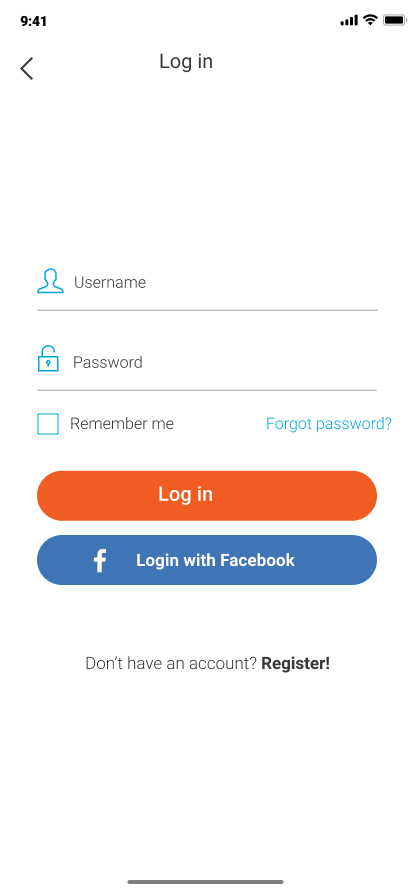 9:41
Log in
Username
Password
Remember me Forgot password?
Log in
Login with Facebook
Don't have an account? Register!